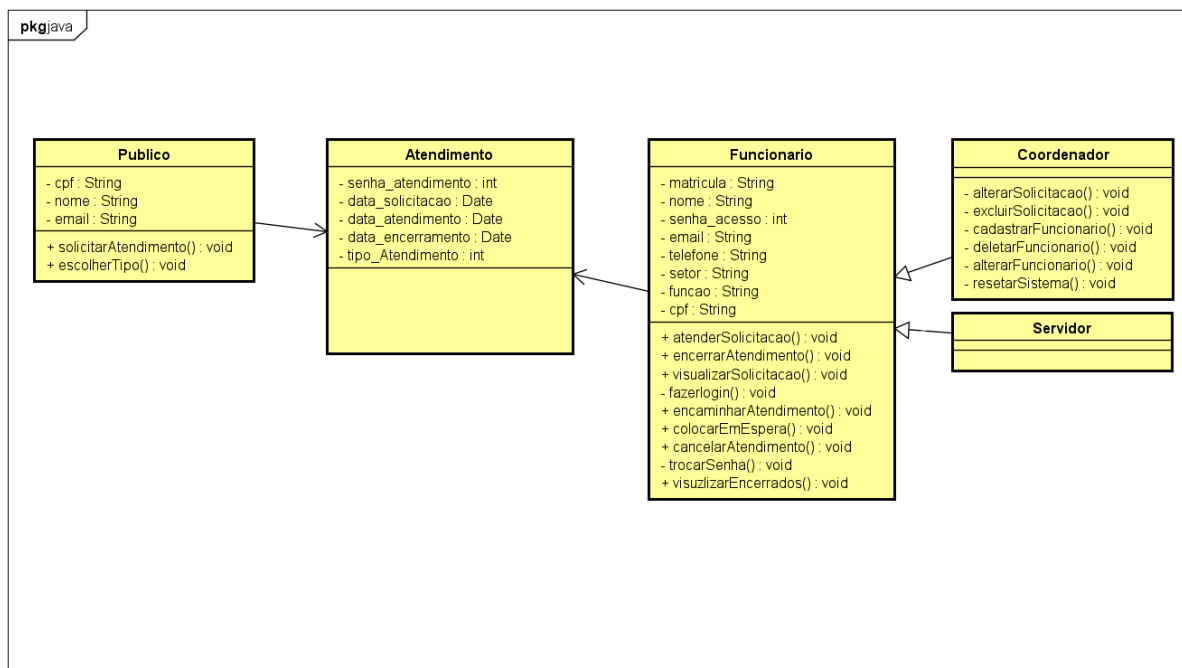 pkg java
Publico
- cpf : String
- nome : String
- email : String
+ solicitarAtendimento() : void
+ escolherTipo() : void
Atendimento
- senha_atendimento : int
- data_solicitacao : Date
- data_atendimento : Date
- data_encerramento : Date
- tipo_Atendimento : int
Funcionario
- matricula : String
- nome : String
- senha_acesso : int
- email : String
- telefone : String
- setor : String
- funcao : String
- cpf : String
+ atenderSolicitacao() : void
+ encerrarAtendimento() : void
+ visualizarSolicitacao() : void
- fazerlogin() : void
+ encaminharAtendimento() : void
+ colocarEmEspera() : void
+ cancelarAtendimento() : void
- trocarSenha() : void
+ visuzlizarEncerrados() : void
Coordenador
- alterarSolicitacao() : void
- excluirSolicitacao() : void
- cadastrarFuncionario() : void
- deletarFuncionario() : void
- alterarFuncionario() : void
- resetarSistema() : void
Servidor